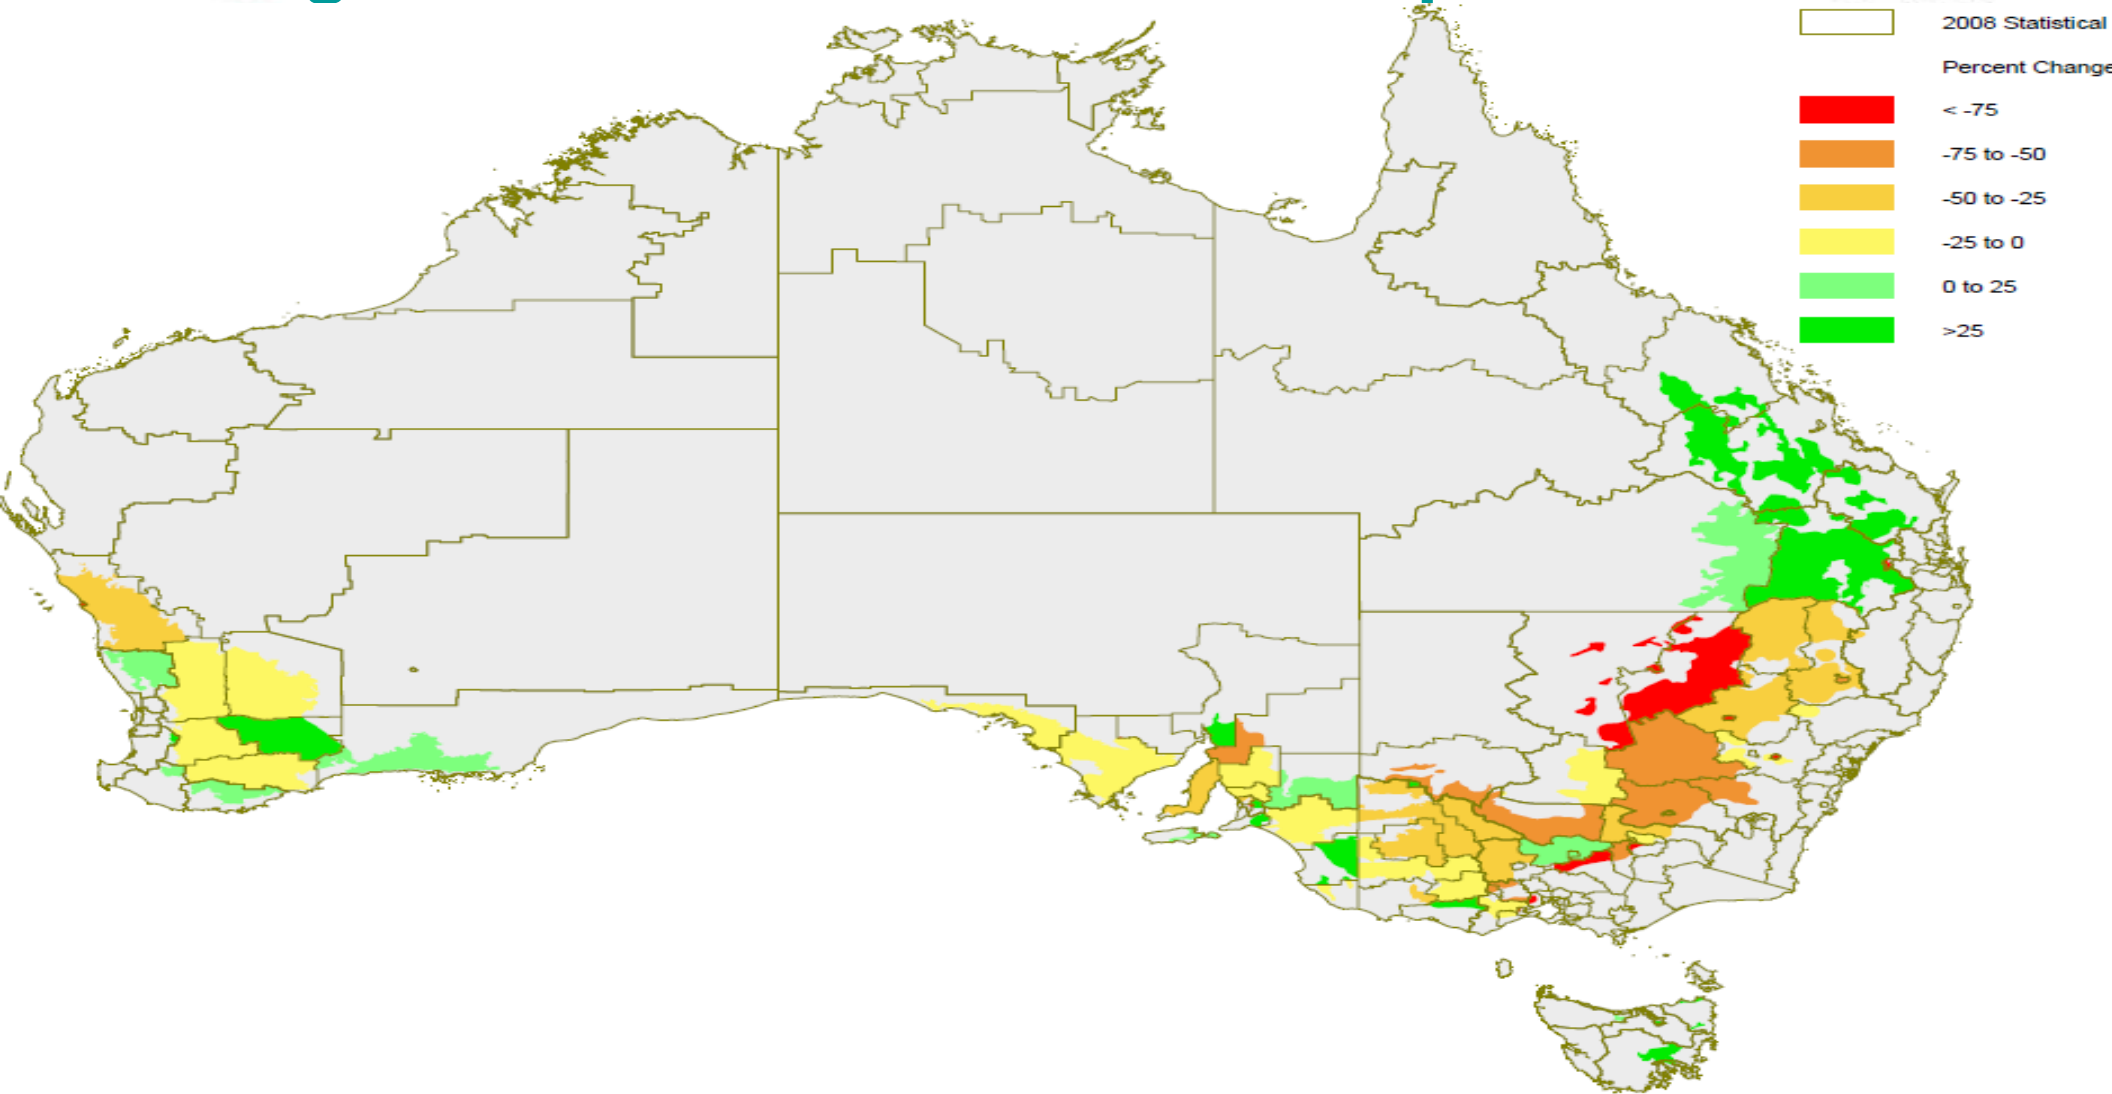 2008 Statistical
Percent Change
< -75
-75 to -50
-50 to -25
-25 to 0
0 to 25
>25